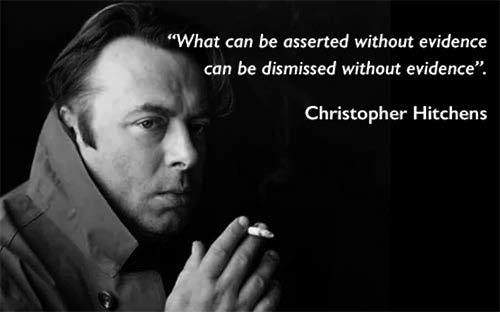 “What can be asserted without evidence
can be dismissed without evidence”.
Christopher Hitchens